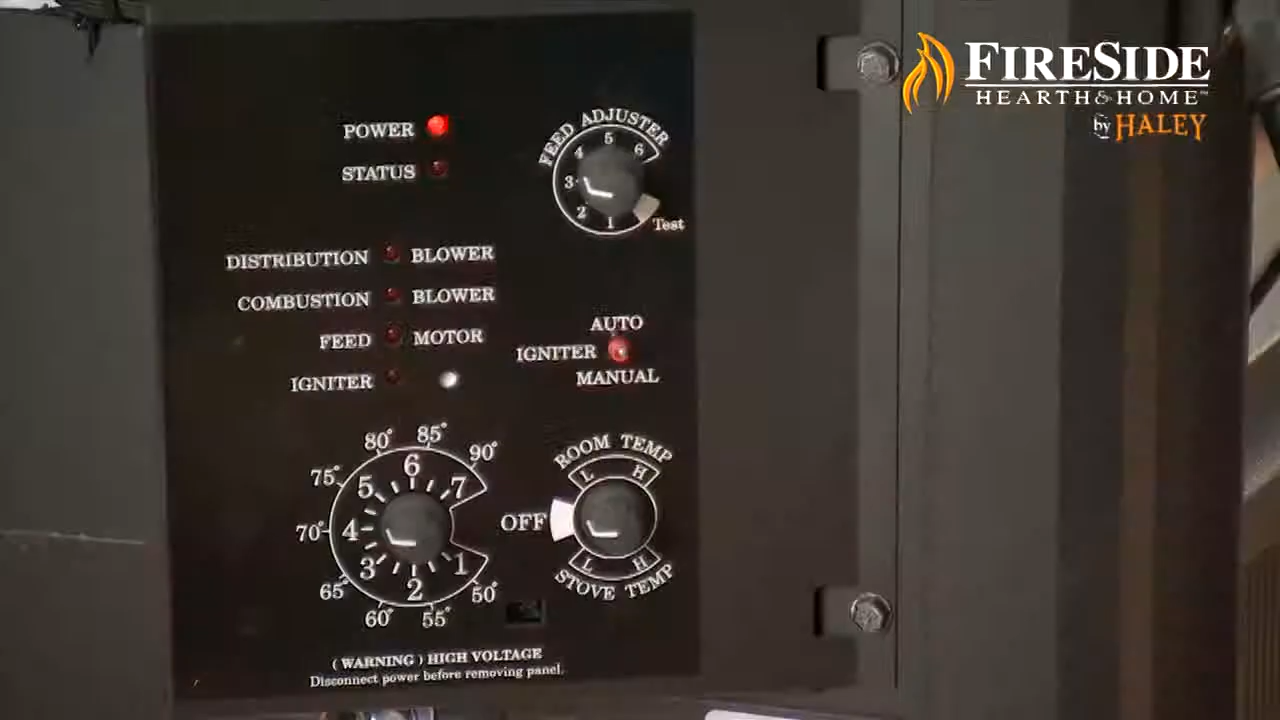 FIRESIDE
HEARTH & HOME™
by HALEY
POWER
STATUS
FEED ADJUSTER
1 2 3 4 5 6
Test
DISTRIBUTION BLOWER
COMBUSTION BLOWER
FEED MOTOR
IGNITER
AUTO
IGNITER
MANUAL
50° 55° 60° 65° 70° 75° 80° 85° 90°
1 2 3 4 5 6 7
ROOM TEMP
L H
OFF
L H
STOVE TEMP
( WARNING ) HIGH VOLTAGE
Disconnect power before removing panel.